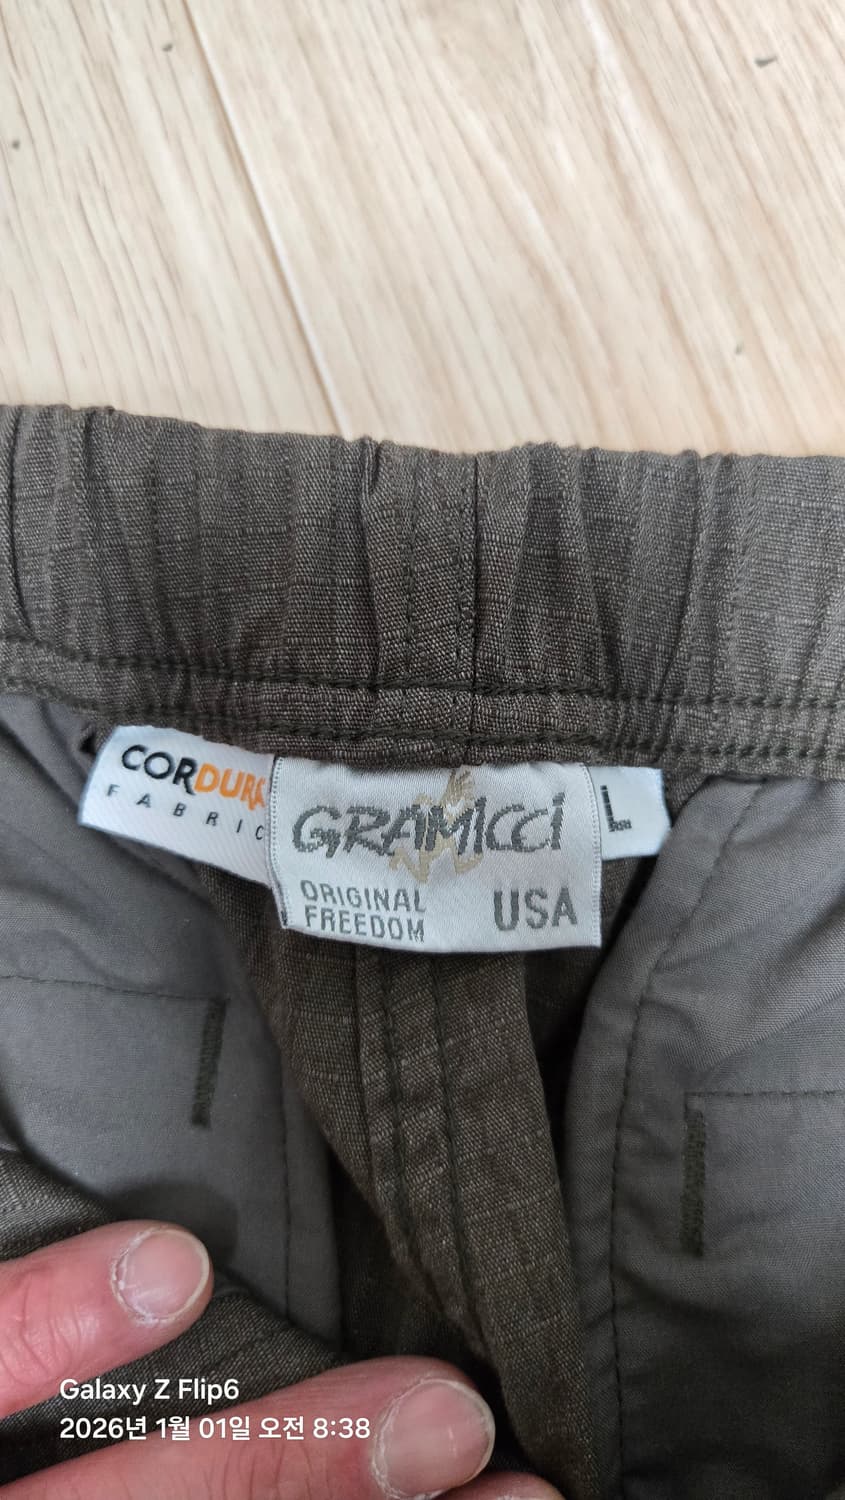 CORDURA
FABRIC
GRAMICCi
ORIGINAL
FREEDOM
USA
L
Galaxy Z Flip6
2026년 1월 01일 오전 8:38